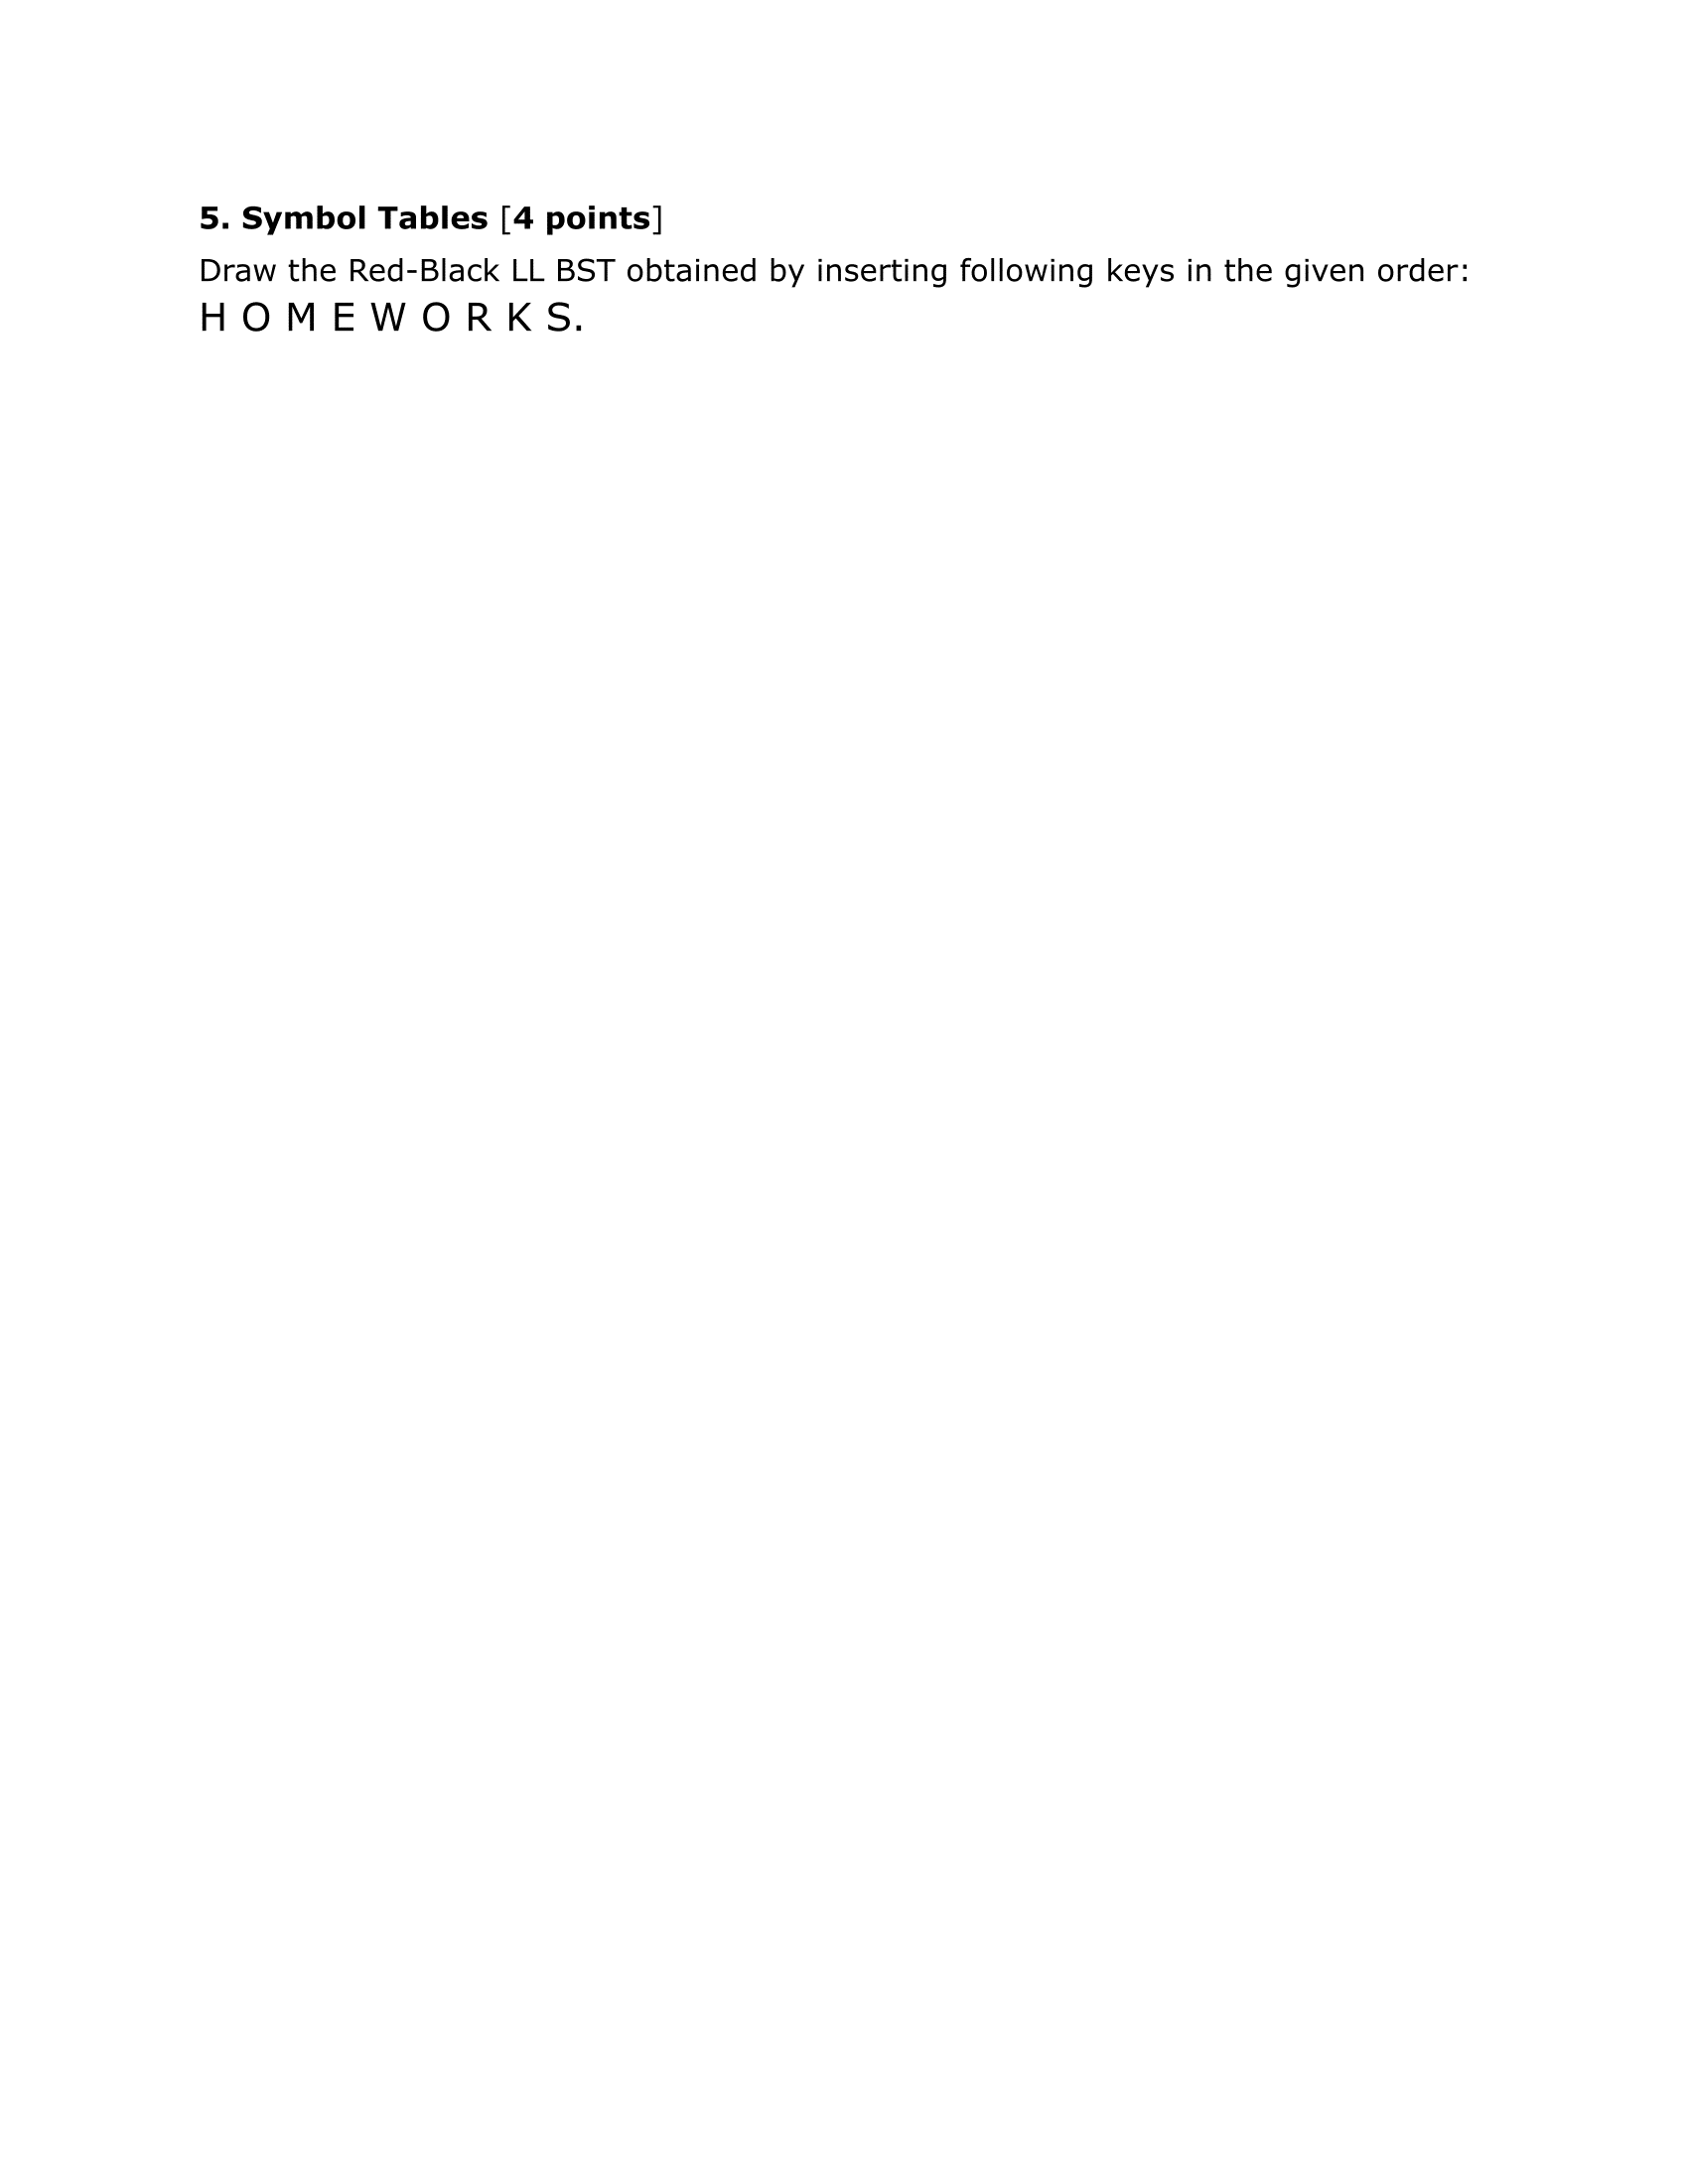 5. Symbol Tables [4 points]
Draw the Red-Black LL BST obtained by inserting following keys in the given order:
H O M E W O R K S.